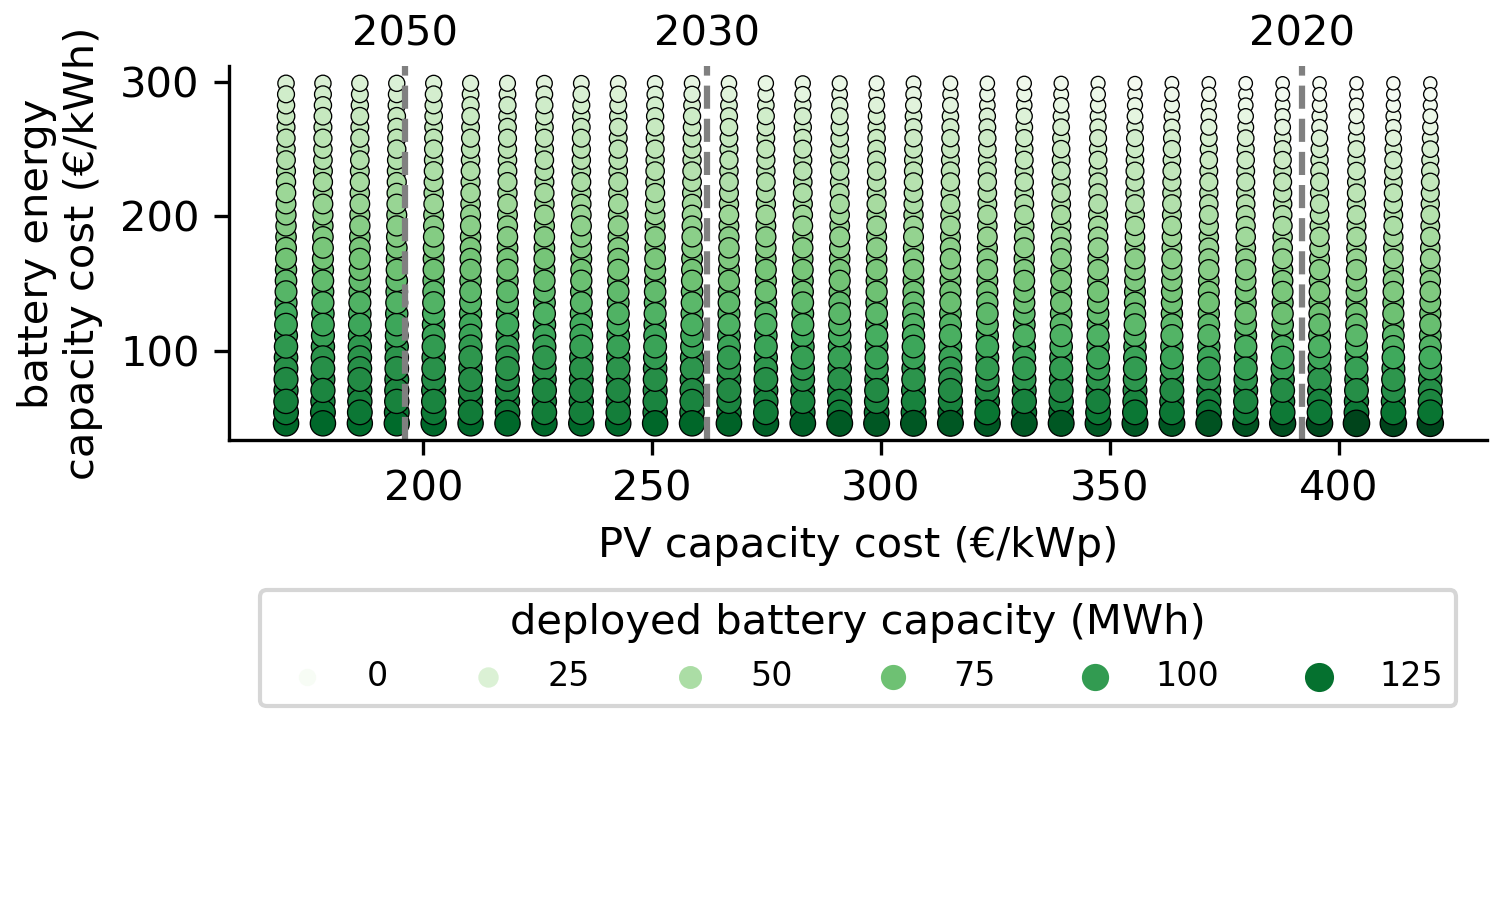 2050 2030 2020
battery energy
capacity cost (€/kWh)
300
200
100
200 250 300 350 400
PV capacity cost (€/kWp)
deployed battery capacity (MWh)
0 25 50 75 100 125